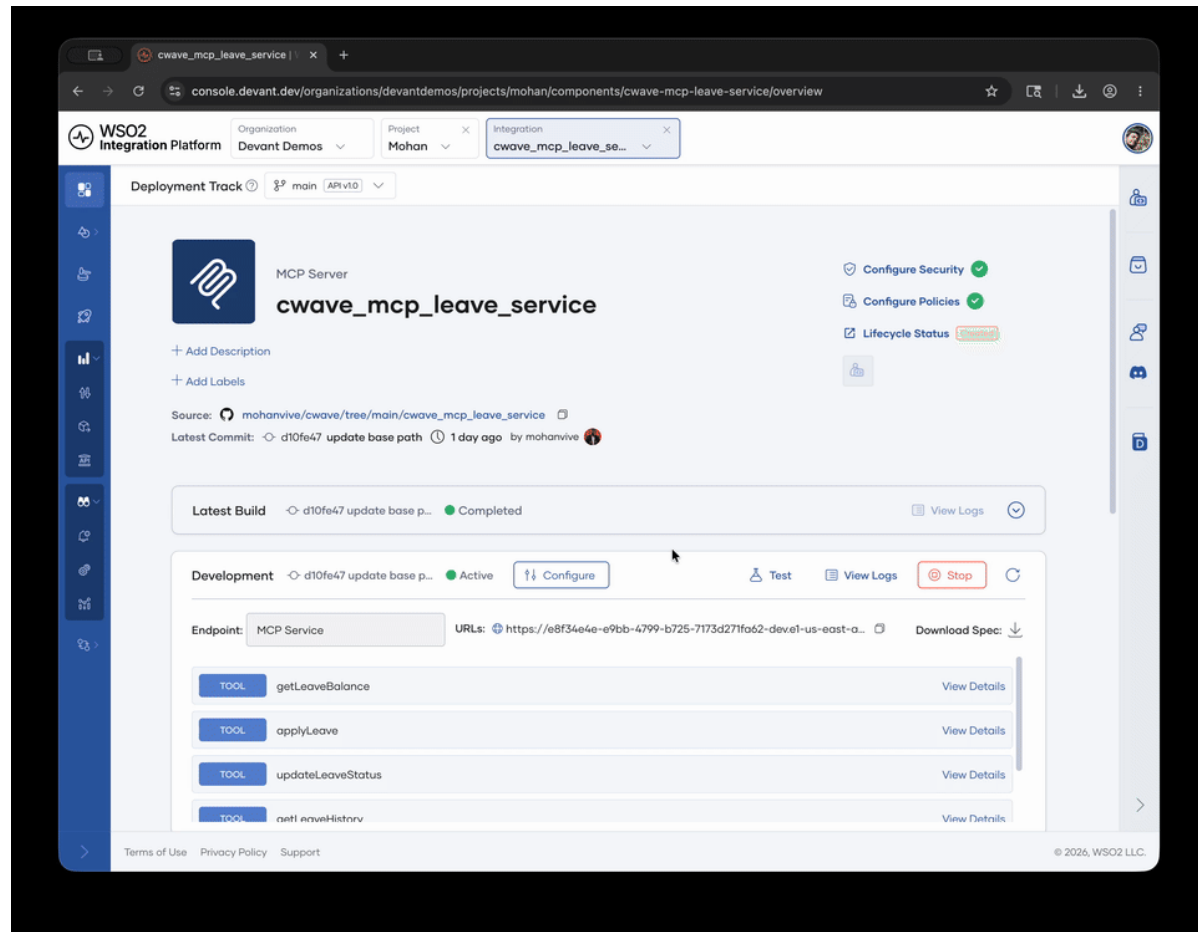 cwave_mcp_leave_service |
console.devant.dev/organizations/devantdemos/projects/mohan/components/cwave-mcp-leave-service/overview
WSO2
Integration Platform
Organization
Devant Demos
Project
Mohan
Integration
cwave_mcp_leave_se...
Deployment Track
main API v1.0
MCP Server
cwave_mcp_leave_service
Configure Security
Configure Policies
Lifecycle Status Created
+ Add Description
+ Add Labels
Source: mohanvive/cwave/tree/main/cwave_mcp_leave_service
Latest Commit: d10fe47 update base path 1 day ago by mohanvive
Latest Build d10fe47 update base p... Completed View Logs
Development d10fe47 update base p... Active Configure Test View Logs Stop
Endpoint: MCP Service URLs: https://e8f34e4e-e9bb-4799-b725-7173d271fa62-dev.e1-us-east-a... Download Spec:
TOOL getLeaveBalance View Details
TOOL applyLeave View Details
TOOL updateLeaveStatus View Details
TOOL getLeaveHistory View Details
Terms of Use Privacy Policy Support © 2026, WSO2 LLC.